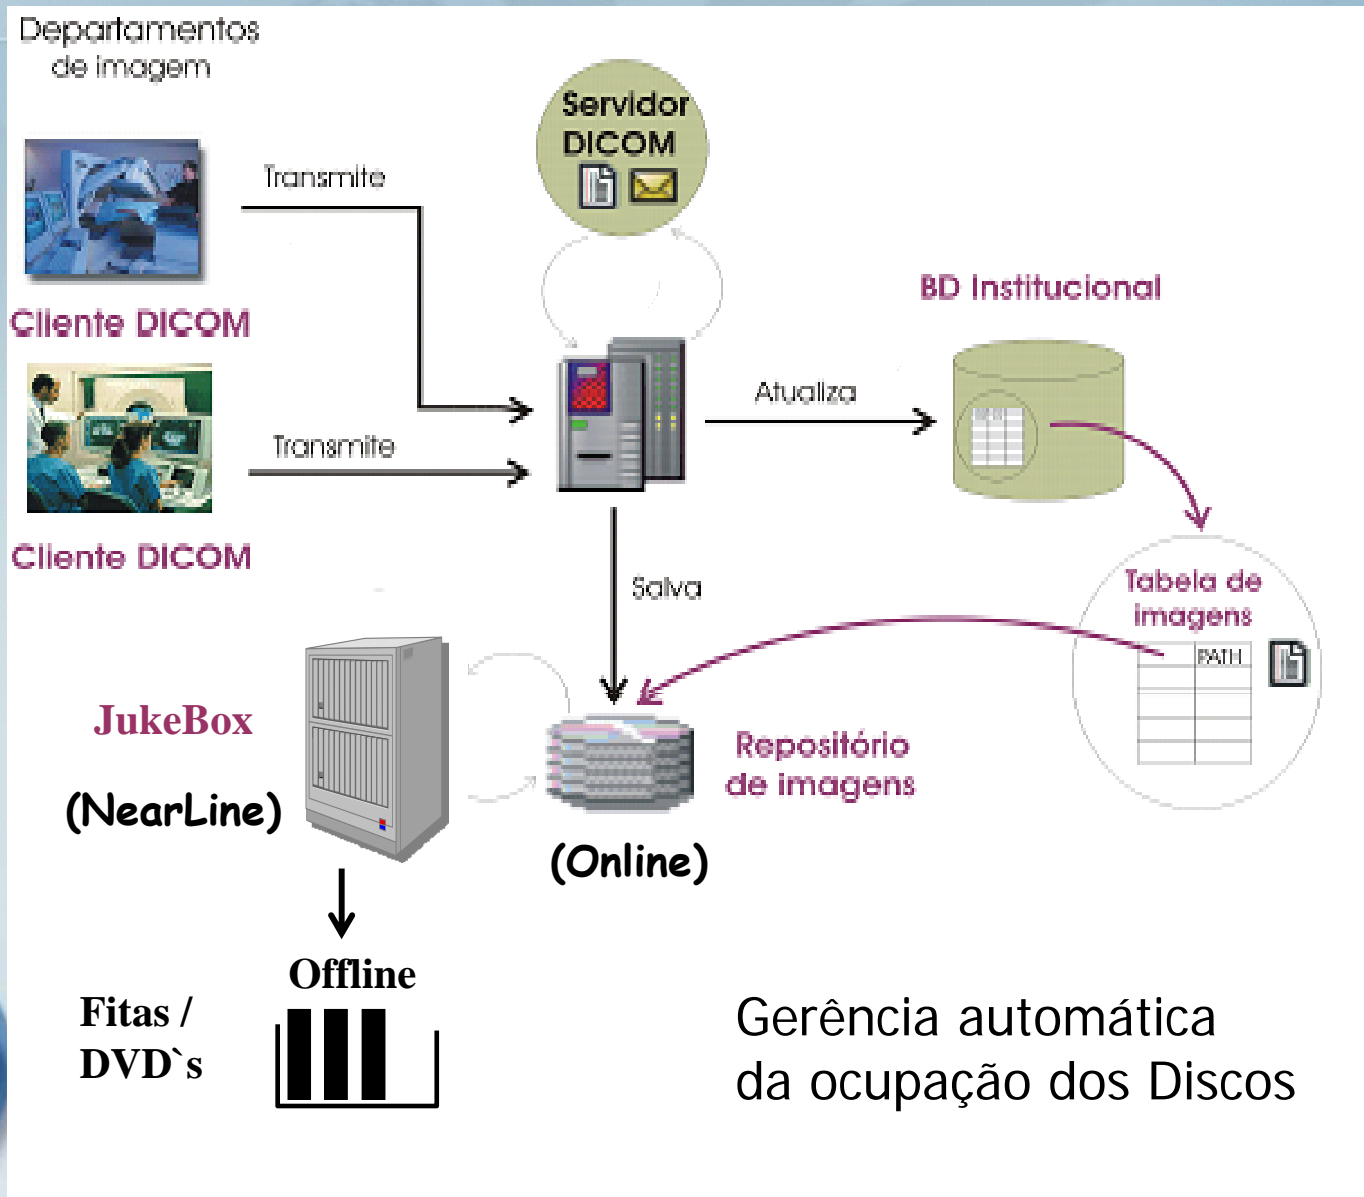 Departamentos
de imagem
Servidor
DICOM
Transmite
BD Institucional
Cliente DICOM
Atualiza
Transmite
Cliente DICOM
Salva
Tabela de
imagens
PATH
JukeBox
(NearLine)
Repositório
de imagens
(Online)
Offline
Fitas /
DVD`s
Gerência automática
da ocupação dos Discos